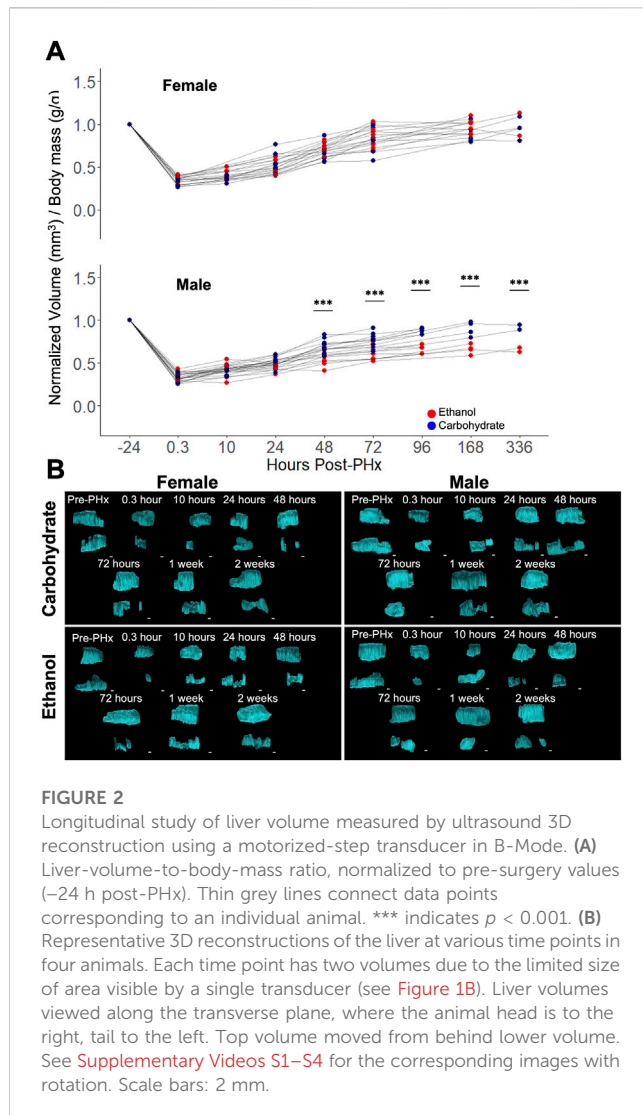 A
Female
1.5
1.0
0.5
0.0
Normalized Volume (mm³) / Body mass (g/g)
Male
1.5
1.0
0.5
0.0
*** *** *** *** ***
Ethanol
Carbohydrate
-24 0.3 10 24 48 72 96 168 336
Hours Post-PHx
B
Female Male
Carbohydrate
Pre-PHx 0.3 hour 10 hours 24 hours 48 hours
72 hours 1 week 2 weeks
Pre-PHx 0.3 hour 10 hours 24 hours 48 hours
72 hours 1 week 2 weeks
Ethanol
Pre-PHx 0.3 hour 10 hours 24 hours 48 hours
72 hours 1 week 2 weeks
Pre-PHx 0.3 hour 10 hours 24 hours 48 hours
72 hours 1 week 2 weeks
FIGURE 2
Longitudinal study of liver volume measured by ultrasound 3D
reconstruction using a motorized-step transducer in B-Mode. (A)
Liver-volume-to-body-mass ratio, normalized to pre-surgery values
(−24 h post-PHx). Thin grey lines connect data points
corresponding to an individual animal. *** indicates p < 0.001. (B)
Representative 3D reconstructions of the liver at various time points in
four animals. Each time point has two volumes due to the limited size
of area visible by a single transducer (see Figure 1B). Liver volumes
viewed along the transverse plane, where the animal head is to the
right, tail to the left. Top volume moved from behind lower volume.
See Supplementary Videos S1–S4 for the corresponding images with
rotation. Scale bars: 2 mm.